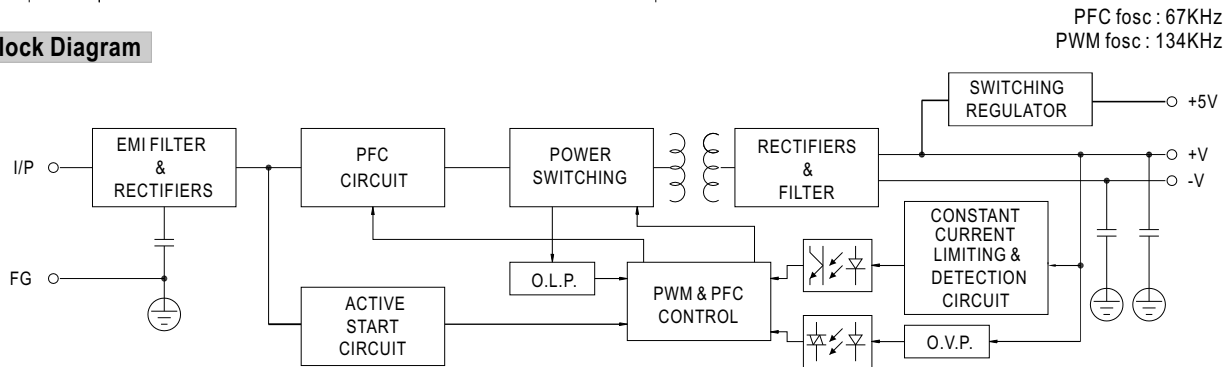 PFC fosc : 67KHz
PWM fosc : 134KHz
lock Diagram
SWITCHING
REGULATOR
+5V
I/P
EMI FILTER
&
RECTIFIERS
PFC
CIRCUIT
POWER
SWITCHING
RECTIFIERS
&
FILTER
+V
-V
CONSTANT
CURRENT
LIMITING &
DETECTION
CIRCUIT
FG
O.L.P.
PWM & PFC
CONTROL
ACTIVE
START
CIRCUIT
O.V.P.